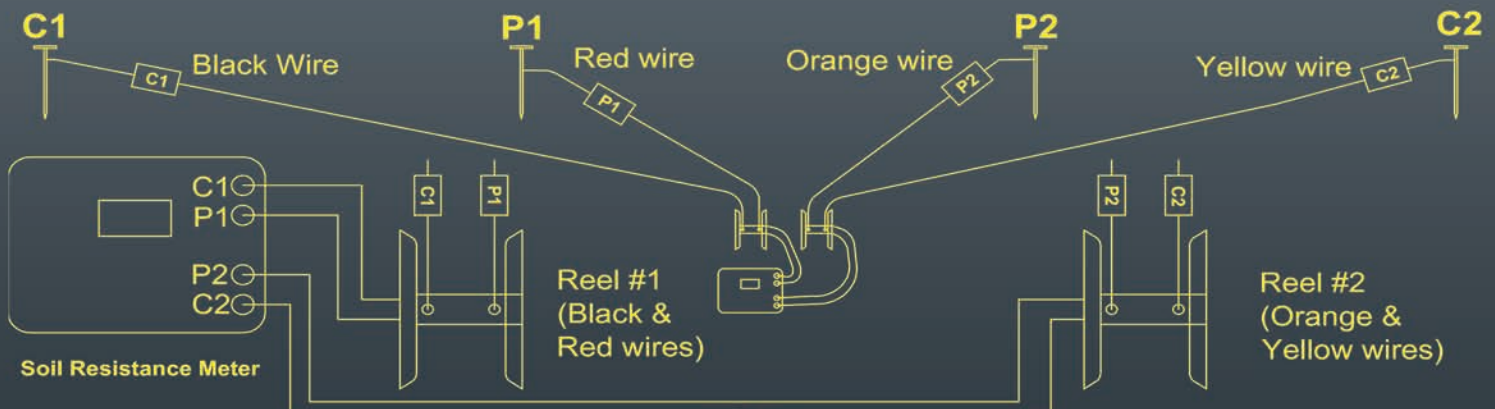 C1
P1
P2
C2
Black Wire
Red wire
Orange wire
Yellow wire
C1
P1
P2
C2
C1
P1
P2
C2
C1
P1
P2
C2
Reel #1
(Black &
Red wires)
Reel #2
(Orange &
Yellow wires)
Soil Resistance Meter